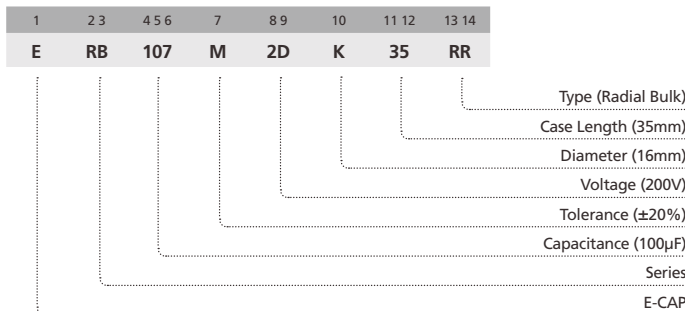 1 2 3 4 5 6 7 8 9 10 11 12 13 14
E RB 107 M 2D K 35 RR
Type (Radial Bulk)
Case Length (35mm)
Diameter (16mm)
Voltage (200V)
Tolerance (±20%)
Capacitance (100µF)
Series
E-CAP